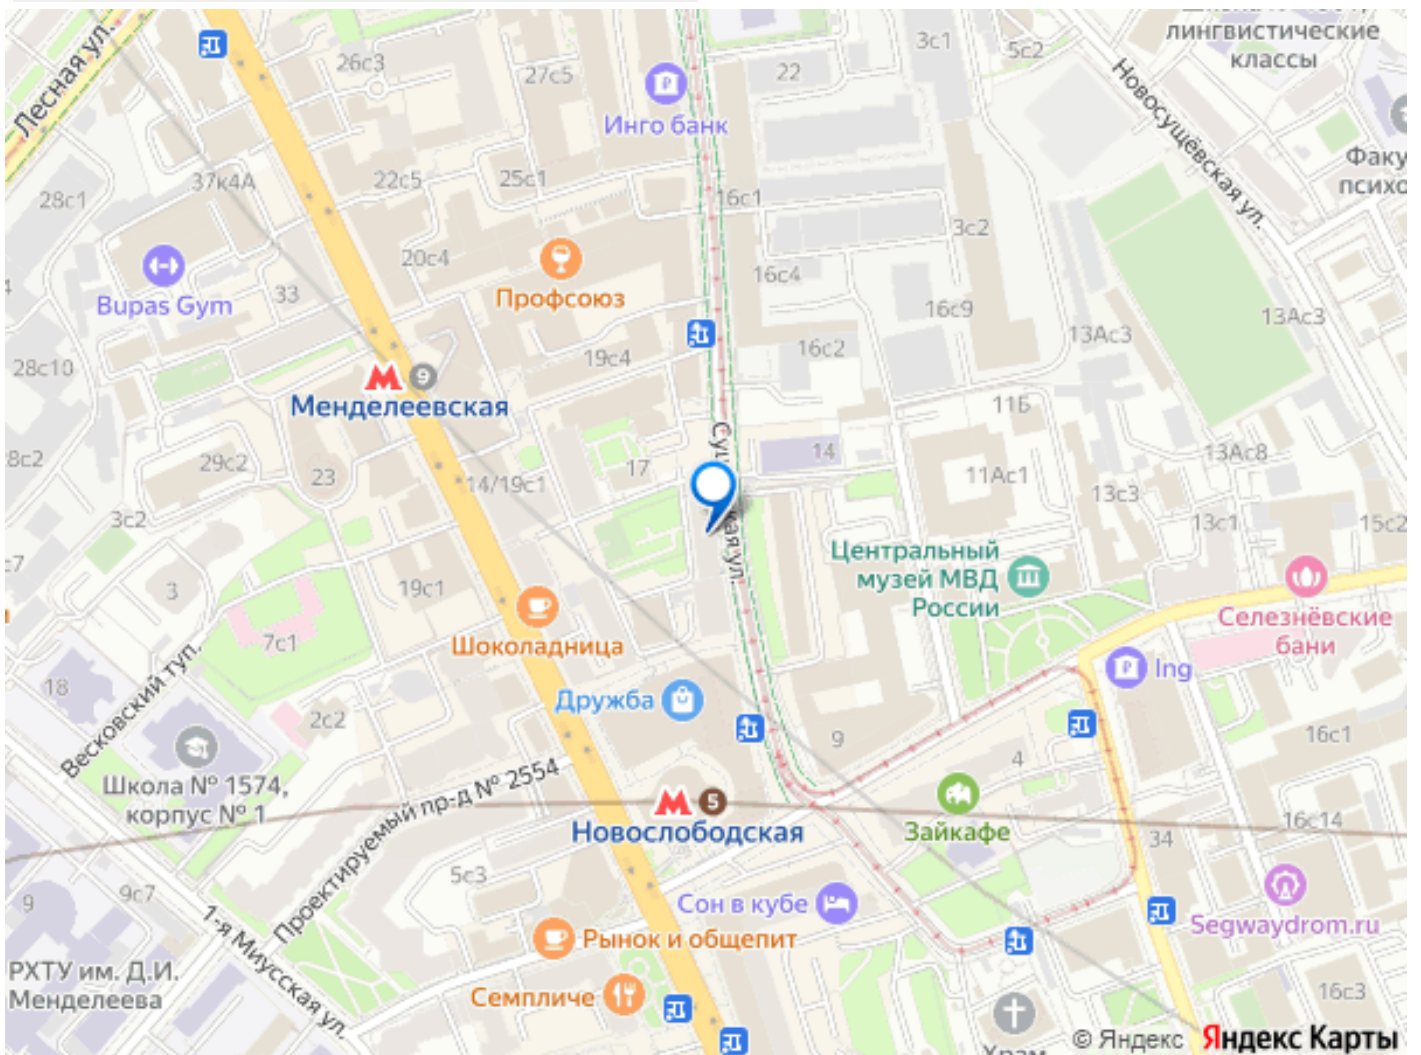 лингвистические
классы
3с1
5с2
22
26с3
27с5
Лесная ул.
Инго банк
Новосущёвская ул.
Факу
психо
28с1
37к4А
22с5
25с1
16с1
3с2
20с4
16с4
Bupas Gym
33
Профсоюз
16с9
13Ас3
13Ас3
28с10
19с4
16с2
9
Менделеевская
11Б
8с2
29с2
23
14/19с1
17
14
11Ас1
13Ас8
13с3
3с2
13с1
15с2
с7
3
19с1
Центральный
музей МВД
России
Селезнёвские
бани
7с1
Шоколадница
Ing
18
Весковский туп.
2с2
Дружба
9
4
16с1
Школа № 1574,
корпус № 1
Проектируемый пр-д № 2554
5
Новослободская
Зайкафе
34
16с14
5с3
9
9с7
Сон в кубе
Segwaydrom.ru
1-я Миусская ул.
Рынок и общепит
РХТУ им. Д.И.
Менделеева
Семпличе
16с3
© Яндекс Яндекс Карты